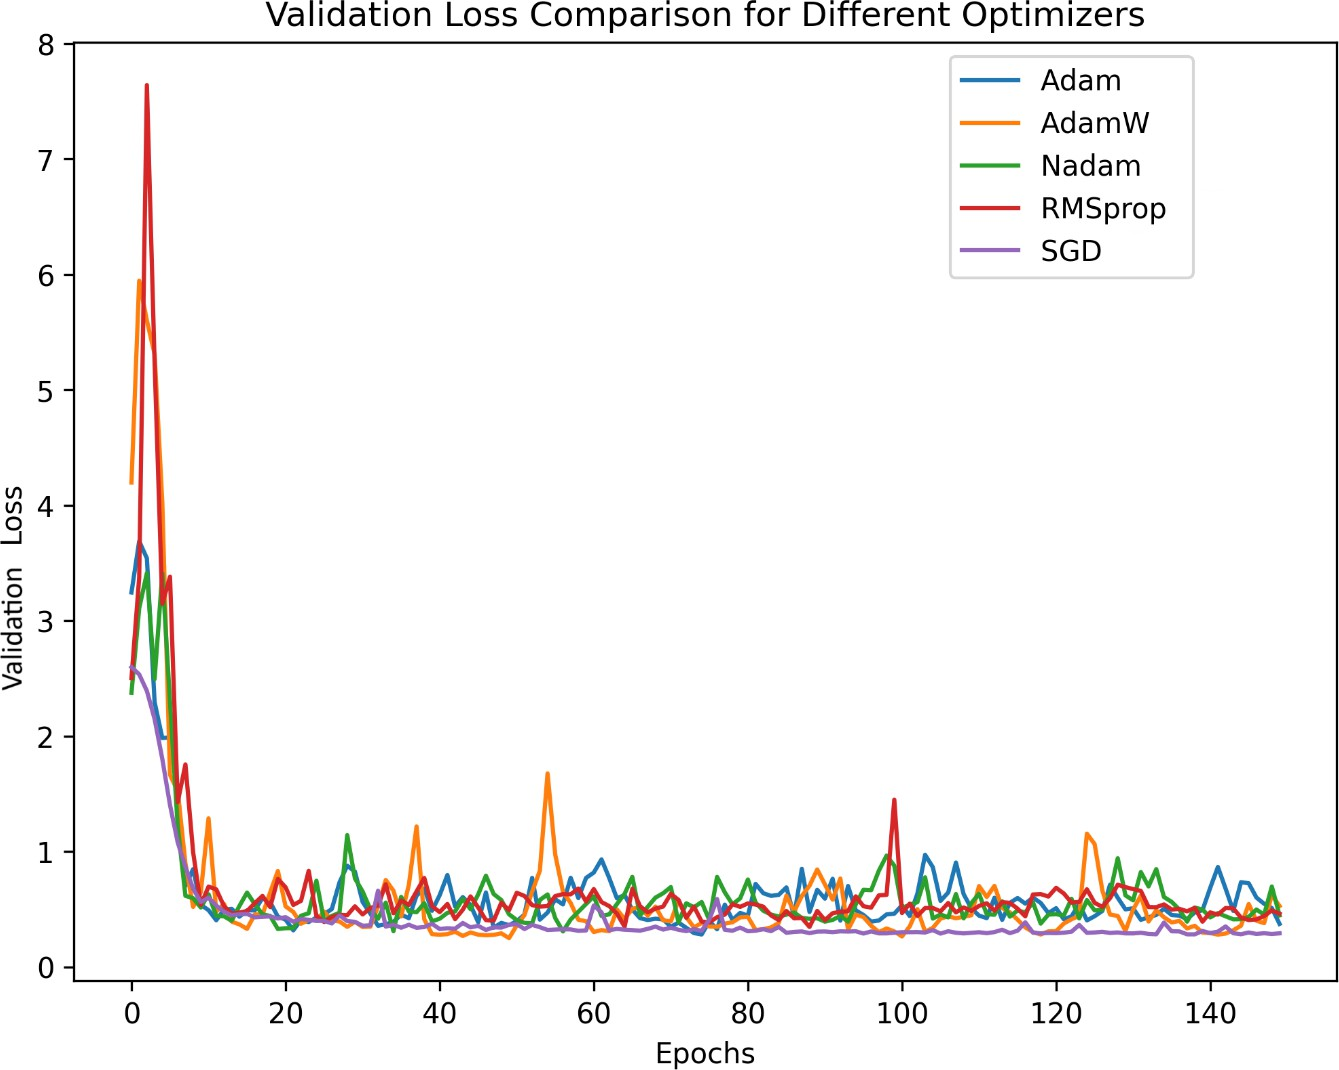 Validation Loss Comparison for Different Optimizers
8
7
6
5
4
3
2
1
0
Validation Loss
Adam
AdamW
Nadam
RMSprop
SGD
0 20 40 60 80 100 120 140
Epochs